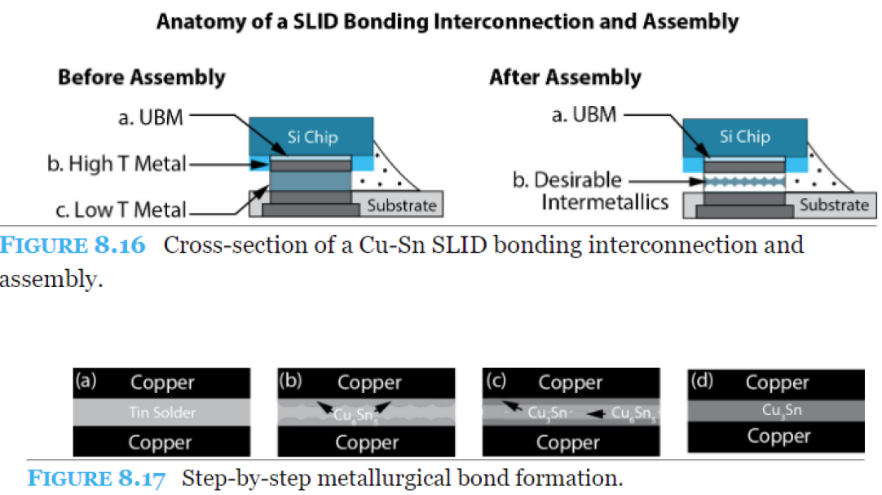 Anatomy of a SLID Bonding Interconnection and Assembly
Before Assembly
a. UBM
b. High T Metal
c. Low T Metal
Si Chip
Substrate
After Assembly
a. UBM
b. Desirable
Intermetallics
Si Chip
Substrate
FIGURE 8.16 Cross-section of a Cu-Sn SLID bonding interconnection and
assembly.
(a) Copper
Tin Solder
Copper
(b) Copper
Cu₆Sn₅
Copper
(c) Copper
Cu₃Sn Cu₆Sn₅
Copper
(d) Copper
Cu₃Sn
Copper
FIGURE 8.17 Step-by-step metallurgical bond formation.